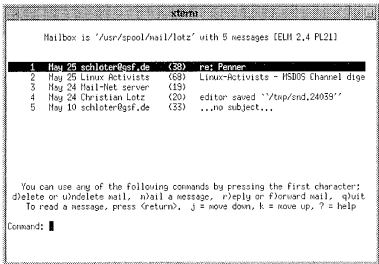 xterm
Mailbox is '/usr/spool/mail/lotz' with 5 messages [ELM 2.4 PL21]
1 May 25 schloter@gsf.de (38) re: Penner
2 May 25 Linux Activists (68) Linux-Activists - MSDOS Channel dige
3 May 24 Mail-Net server (19)
4 May 24 Christian Lotz (20) editor saved ``/tmp/snd.24039''
5 May 10 schloter@gsf.de (33) ...no subject...
You can use any of the following commands by pressing the first character;
d)elete or u)ndelete mail, m)ail a message, r)eply or f)orward mail, q)uit
To read a message, press <return>. j = move down, k = move up, ? = help
Command: